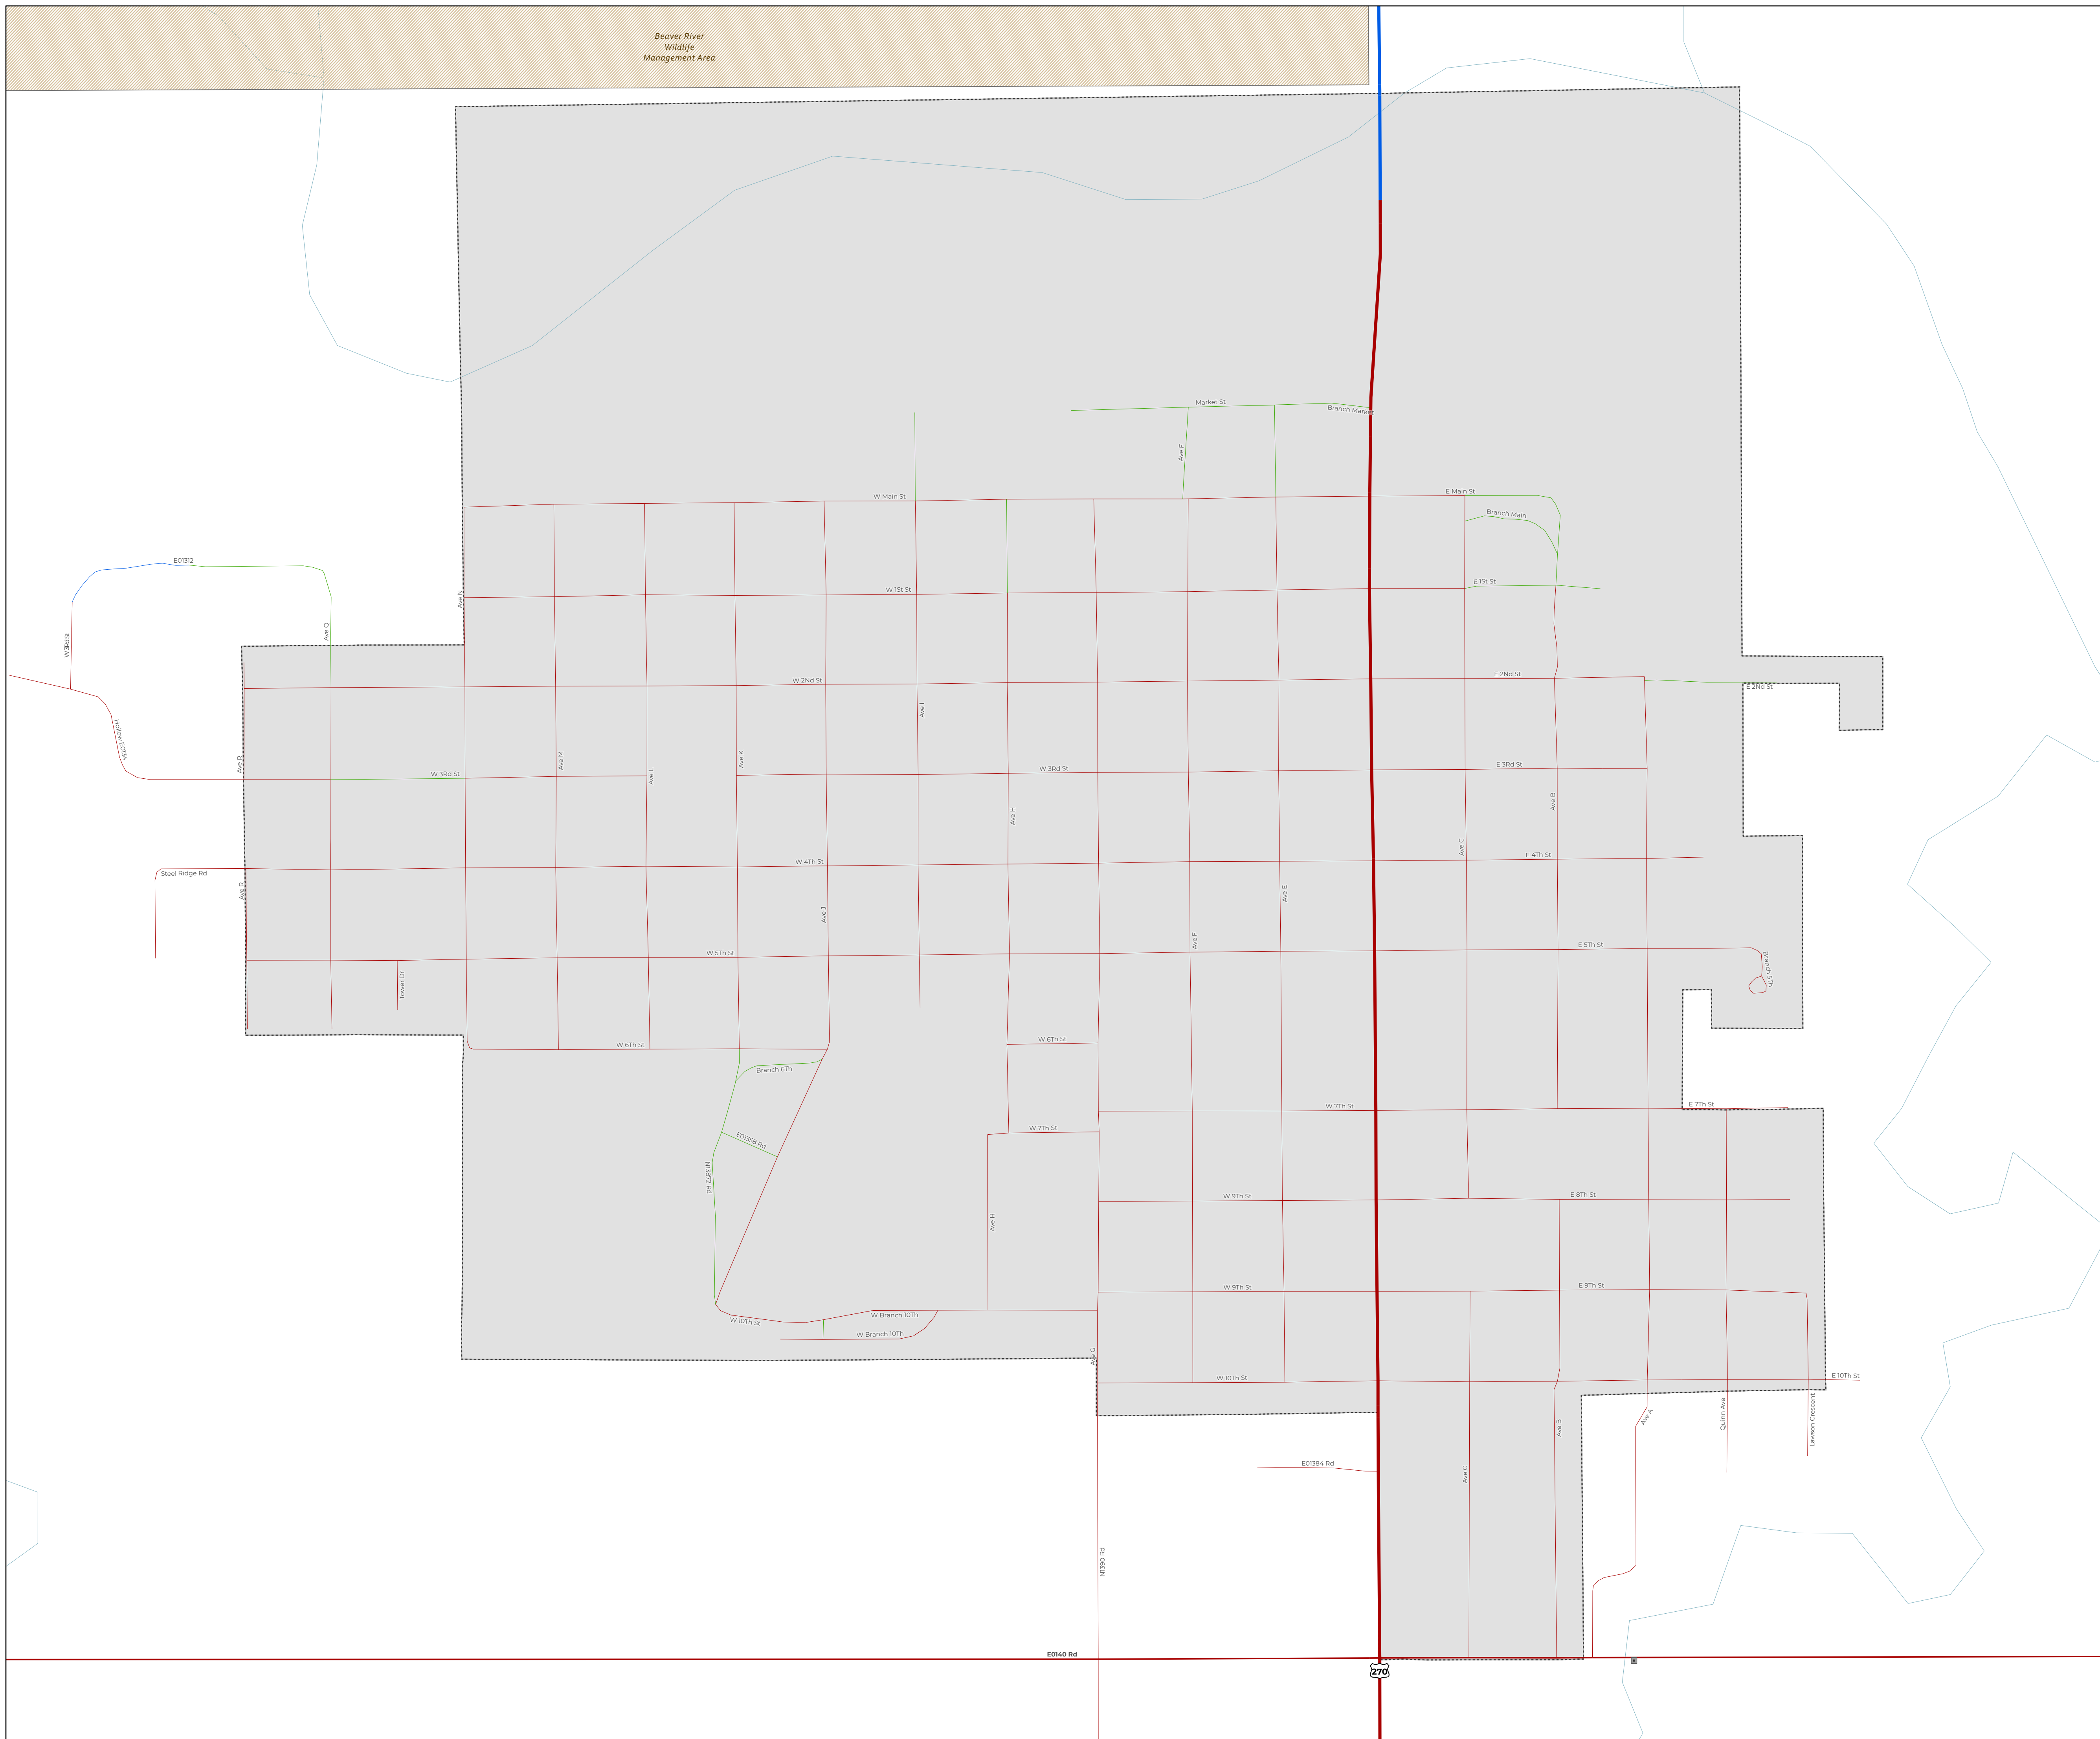 Beaver River
Wildlife
Management Area
Market St
Branch Market
Ave F
W Main St
E Main St
Branch Main
E01312
E 1St St
W 1St St
Ave N
Ave Q
W 3Rd St
W 2Nd St
E 2Nd St
E 2Nd St
Ave I
Hollow E0134
Ave R
Ave M
Ave K
Ave L
W 3Rd St
W 3Rd St
E 3Rd St
Ave B
Ave H
Ave C
W 4Th St
E 4Th St
Steel Ridge Rd
Ave R
Ave E
Ave J
Ave F
W 5Th St
E 5Th St
Branch 5Th
Tower Dr
W 6Th St
W 6Th St
Branch 6Th
W 7Th St
E 7Th St
W 7Th St
E01358 Rd
N13872 Rd
W 9Th St
E 8Th St
Ave H
W 9Th St
E 9Th St
W Branch 10Th
W 10Th St
W Branch 10Th
Ave G
W 10Th St
E 10Th St
Quinn Ave
Lawson Crescent
Ave A
Ave B
Ave C
E01384 Rd
N1390 Rd
E0140 Rd
270